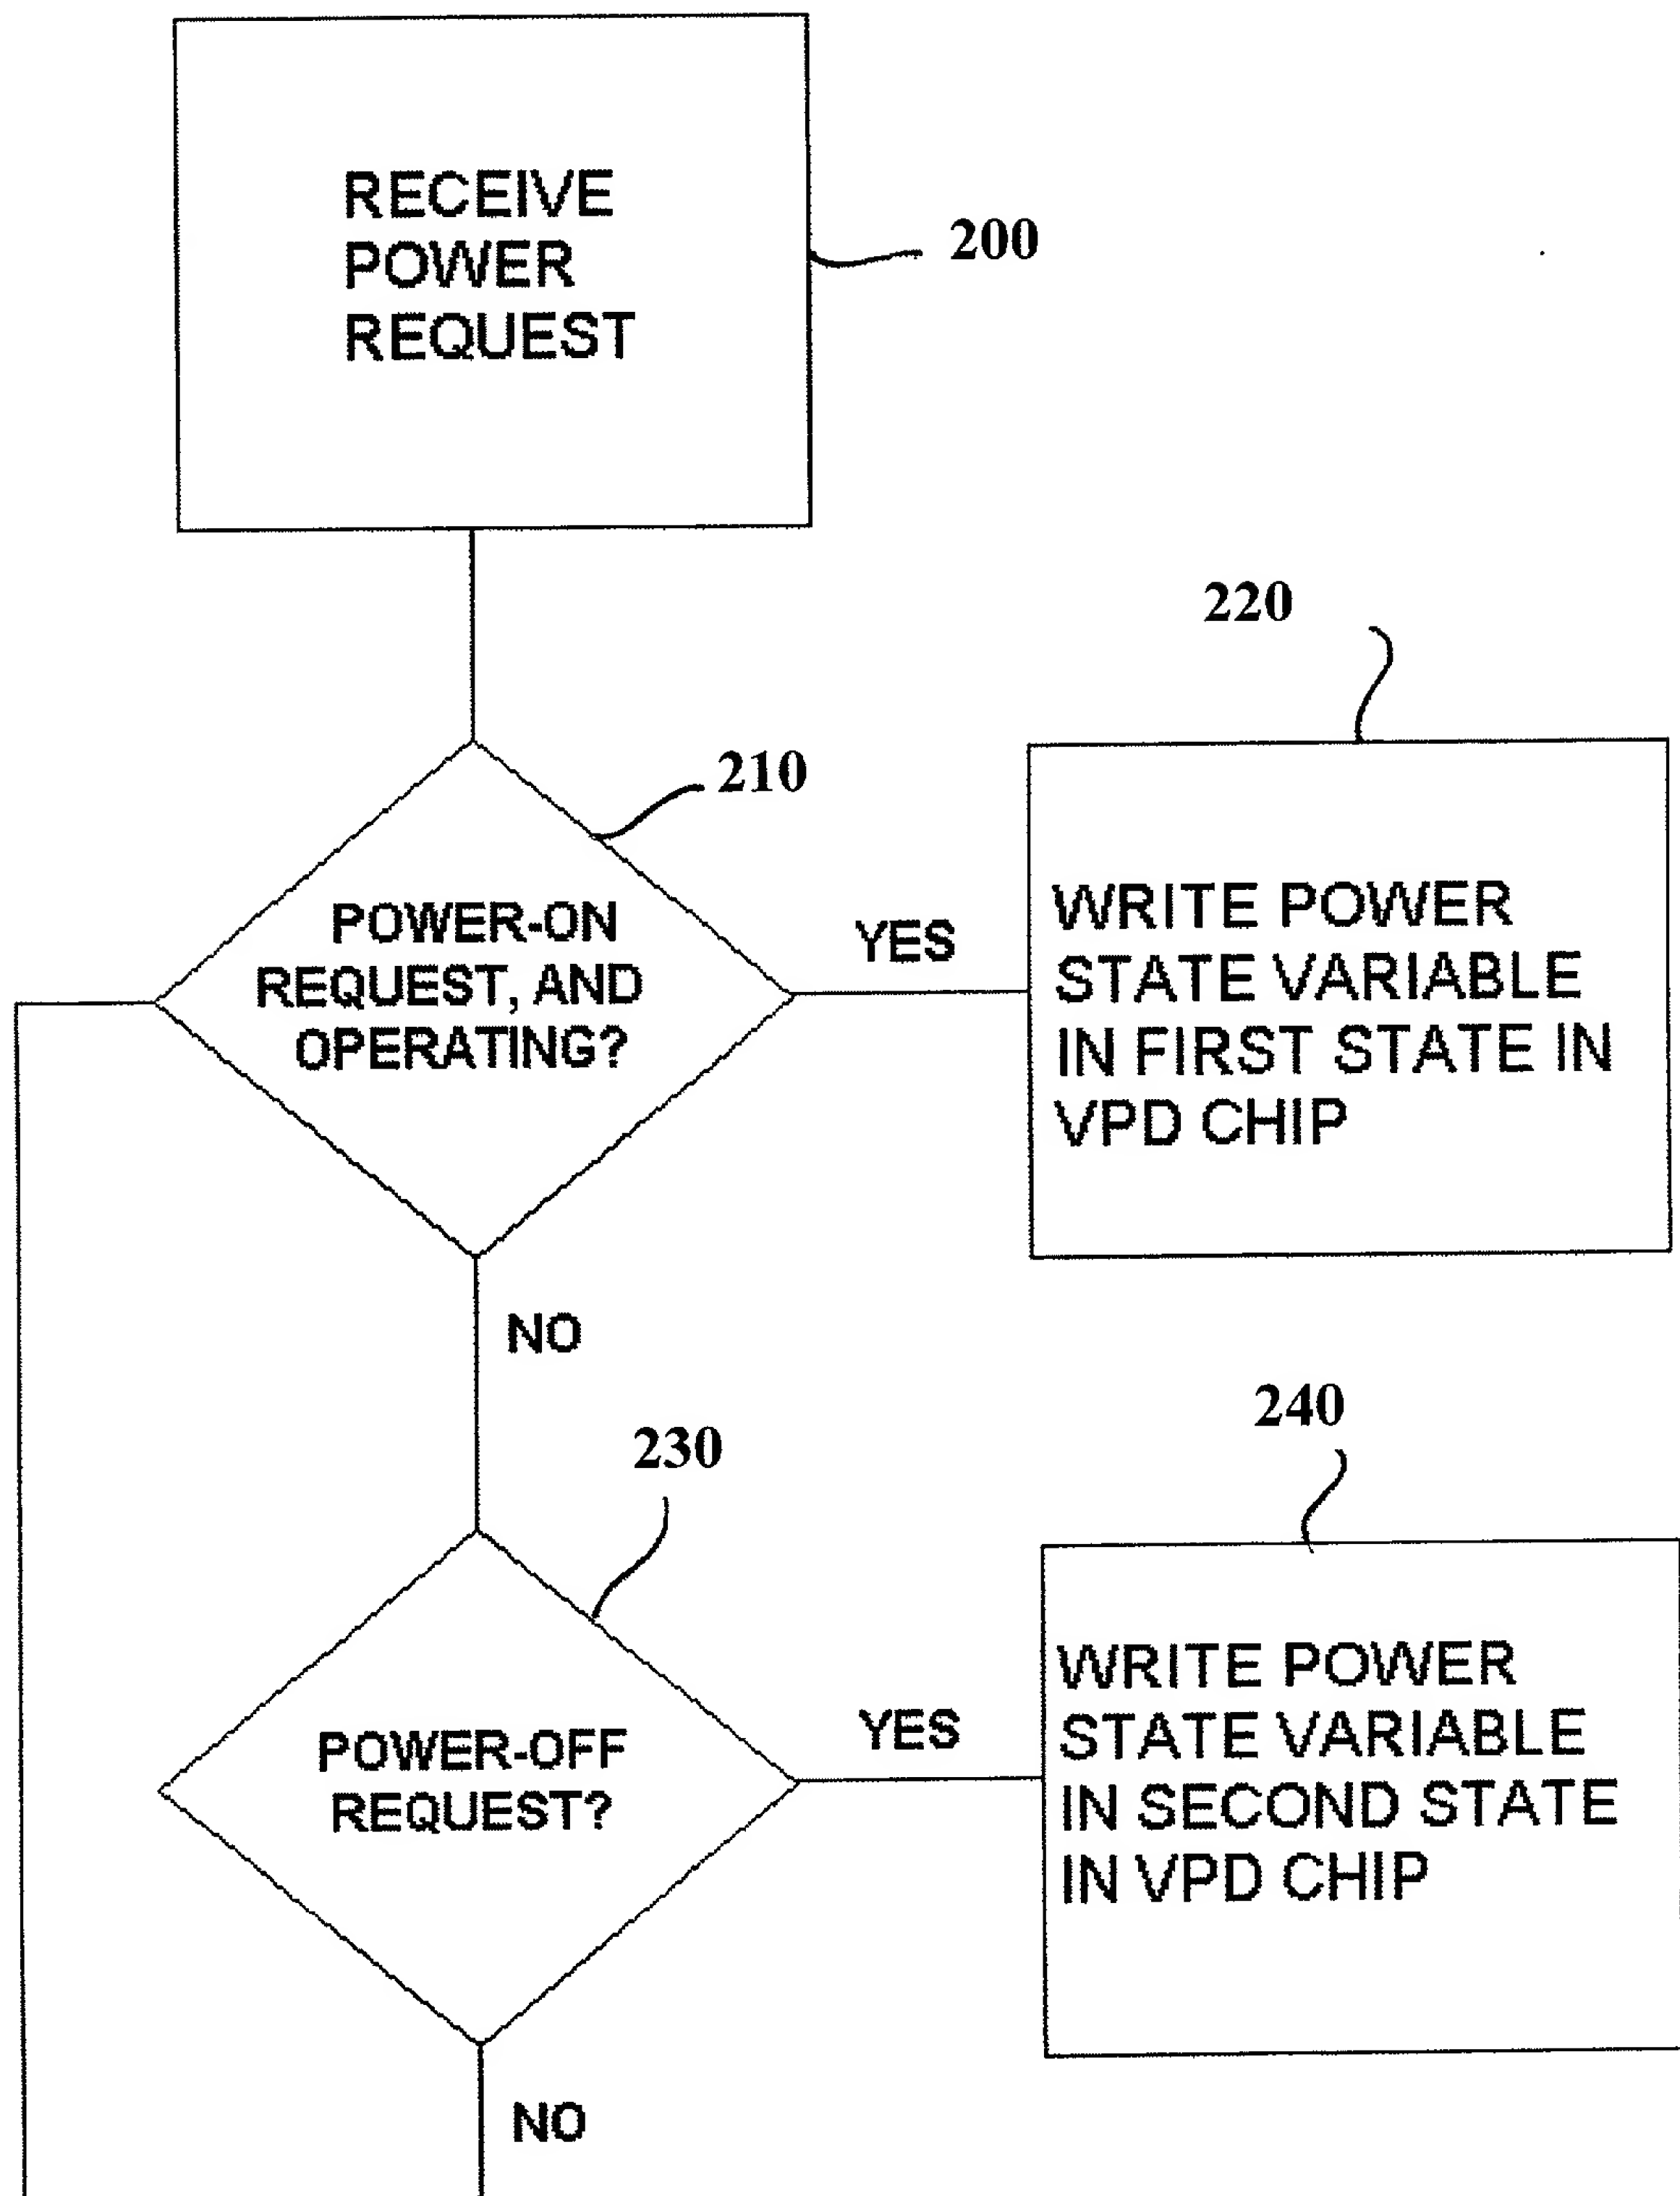 RECEIVE
POWER
REQUEST
200
220
210
POWER-ON
REQUEST, AND
OPERATING?
YES
WRITE POWER
STATE VARIABLE
IN FIRST STATE IN
VPD CHIP
NO
240
230
POWER-OFF
REQUEST?
YES
WRITE POWER
STATE VARIABLE
IN SECOND STATE
IN VPD CHIP
NO